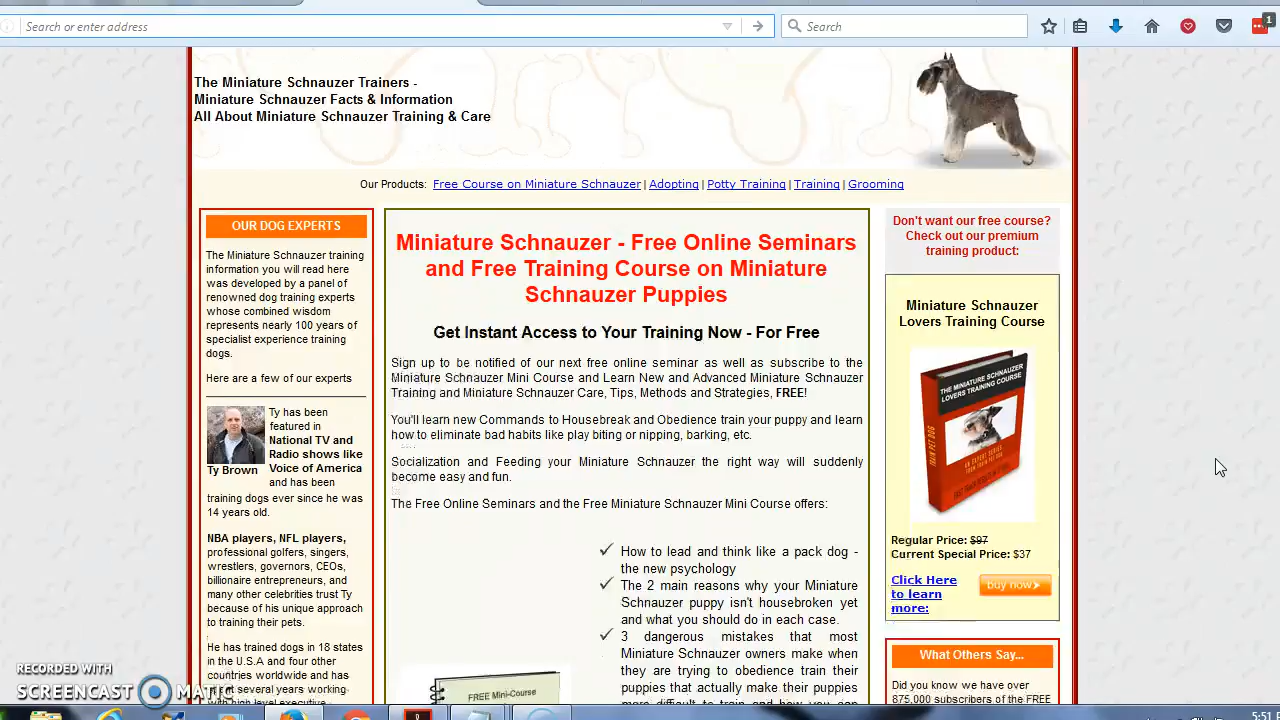 Search or enter address
Search
1
The Miniature Schnauzer Trainers -
Miniature Schnauzer Facts & Information
All About Miniature Schnauzer Training & Care
Our Products: Free Course on Miniature Schnauzer | Adopting | Potty Training | Training | Grooming
OUR DOG EXPERTS
The Miniature Schnauzer training
information you will read here
was developed by a panel of
renowned dog training experts
whose combined wisdom
represents nearly 100 years of
specialist experience training
dogs.
Here are a few of our experts
Ty has been
featured in
National TV and
Radio shows like
Voice of America
and has been
Ty Brown
training dogs ever since he was
14 years old.
NBA players, NFL players,
professional golfers, singers,
wrestlers, governors, CEOs,
billionaire entrepreneurs, and
many other celebrities trust Ty
because of his unique approach
to training their pets.
He has trained dogs in 18 states
in the U.S.A and four other
countries worldwide and
several years working
Miniature Schnauzer - Free Online Seminars
and Free Training Course on Miniature
Schnauzer Puppies
Get Instant Access to Your Training Now - For Free
Sign up to be notified of our next free online seminar as well as subscribe to the
Miniature Schnauzer Mini Course and Learn New and Advanced Miniature Schnauzer
Training and Miniature Schnauzer Care, Tips, Methods and Strategies, FREE!
You'll learn new Commands to Housebreak and Obedience train your puppy and learn
how to eliminate bad habits like play biting or nipping, barking, etc.
Socialization and Feeding your Miniature Schnauzer the right way will suddenly
become easy and fun.
The Free Online Seminars and the Free Miniature Schnauzer Mini Course offers:
How to lead and think like a pack dog -
the new psychology
The 2 main reasons why your Miniature
Schnauzer puppy isn't housebroken yet
and what you should do in each case.
3 dangerous mistakes that most
Miniature Schnauzer owners make when
they are trying to obedience train their
puppies that actually make their puppies
FREE Mini-Course
Don't want our free course?
Check out our premium
training product:
Miniature Schnauzer
Lovers Training Course
THE MINIATURE SCHNAUZER
LOVERS TRAINING COURSE
TRAIN PET DOG
Regular Price: $97
Current Special Price: $37
Click Here
to learn
more:
buy now
What Others Say...
Did you know we have over
875,000 subscribers of the FREE
RECORDED WITH
SCREENCAST MATIC
5:51